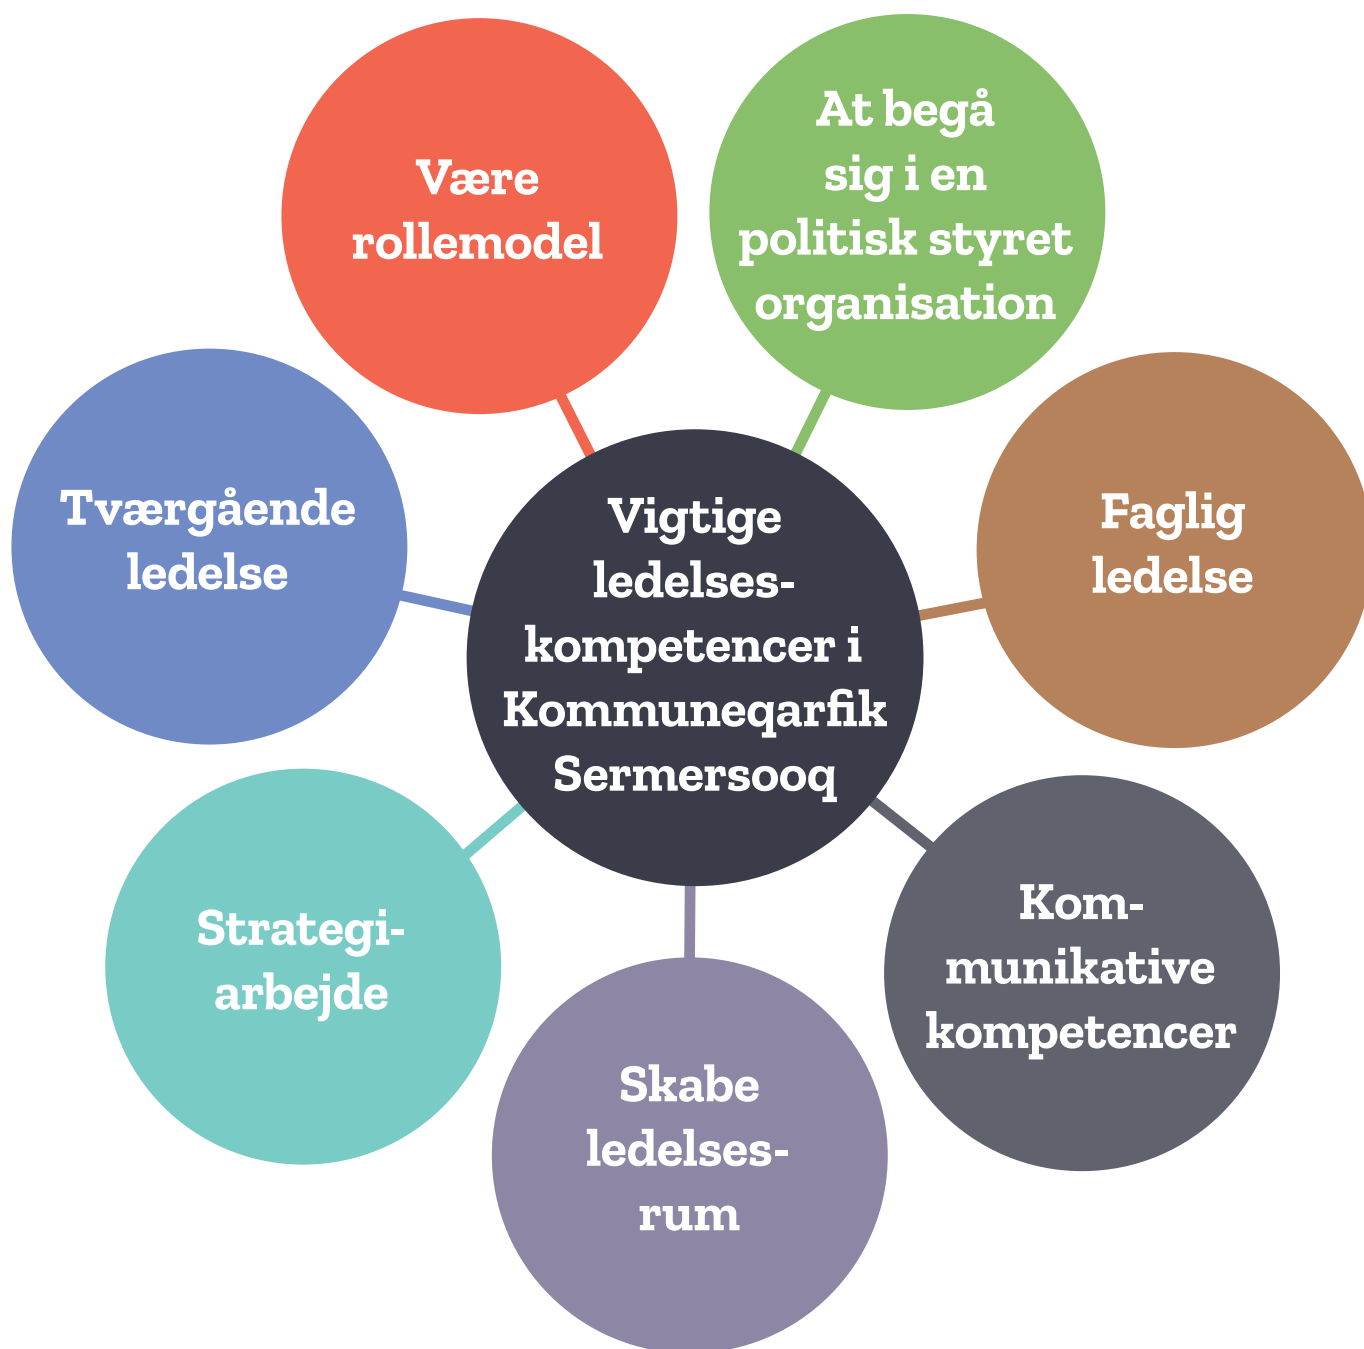 Være
rollemodel
At begå
sig i en
politisk styret
organisation
Tværgående
ledelse
Vigtige
ledelses-
kompetencer i
Kommuneqarfik
Sermersooq
Faglig
ledelse
Strategi-
arbejde
Kom-
munikative
kompetencer
Skabe
ledelses-
rum